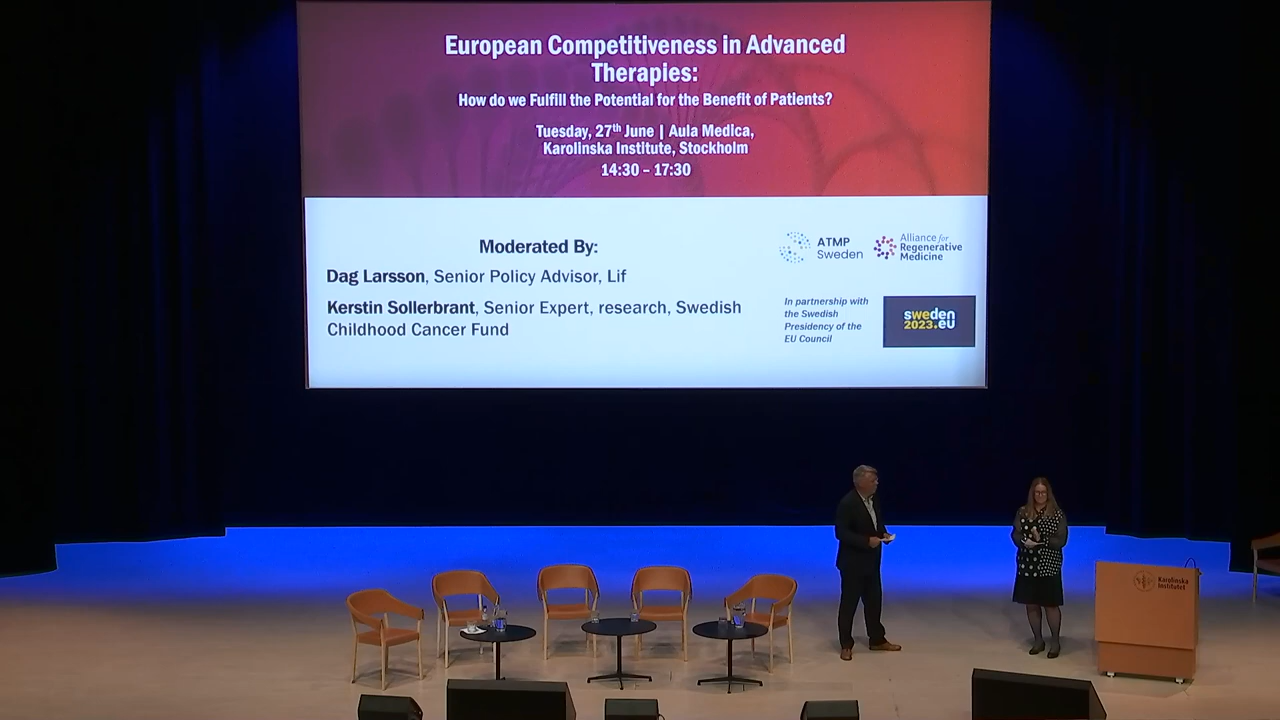 European Competitiveness in Advanced
Therapies:
How do we Fulfill the Potential for the Benefit of Patients?
Tuesday, 27th June | Aula Medica,
Karolinska Institute, Stockholm
14:30 – 17:30
Moderated By:
Dag Larsson, Senior Policy Advisor, Lif
Kerstin Sollerbrant, Senior Expert, research, Swedish
Childhood Cancer Fund
ATMP
Sweden
Alliance for
Regenerative
Medicine
In partnership with
the Swedish
Presidency of the
EU Council
sweden
2023.eu
Karolinska
Institutet